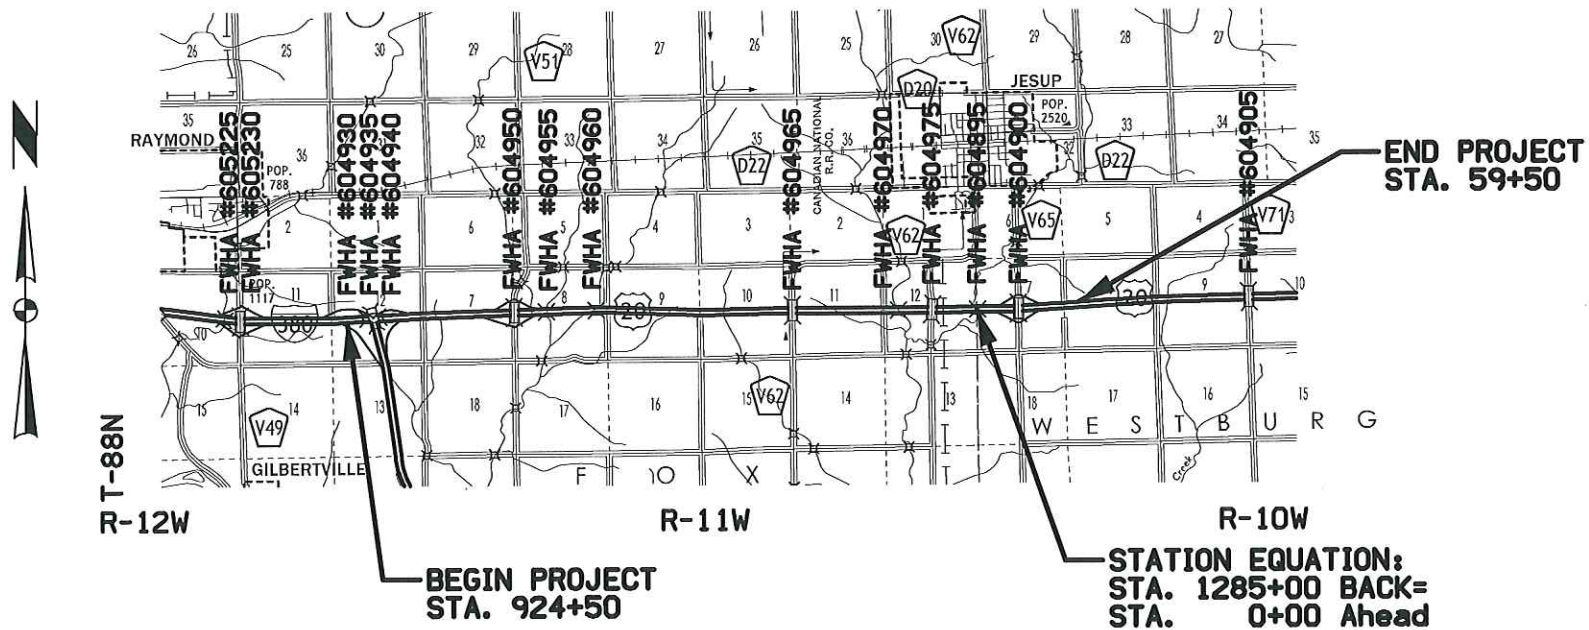 26
25
30
29
28
27
26
25
30
29
28
27
V51
V62
D20
JESUP
POP.
2520
35
RAYMOND
36
32
33
34
35
36
32
33
34
35
POP.
788
D22
D22
CANADIAN NATIONAL
R.R. CO.
FWHA #605225
FWHA #605230
FWHA #604930
FWHA #604935
FWHA #604940
FWHA #604950
FWHA #604955
FWHA #604960
FWHA #604965
FWHA #604970
FWHA #604975
FWHA #604895
FWHA #604900
FWHA #604905
END PROJECT
STA. 59+50
2
6
5
4
3
2
6
5
4
3
V62
V65
V71
POP.
1117
11
7
8
10
11
12
9
10
10
380
20
20
N
15
14
13
18
17
16
15
14
13
18
17
16
15
V49
V62
GILBERTVILLE
FOX
WESTBURG
Creek
T-88N
R-12W
R-11W
R-10W
BEGIN PROJECT
STA. 924+50
STATION EQUATION:
STA. 1285+00 BACK=
STA. 0+00 Ahead